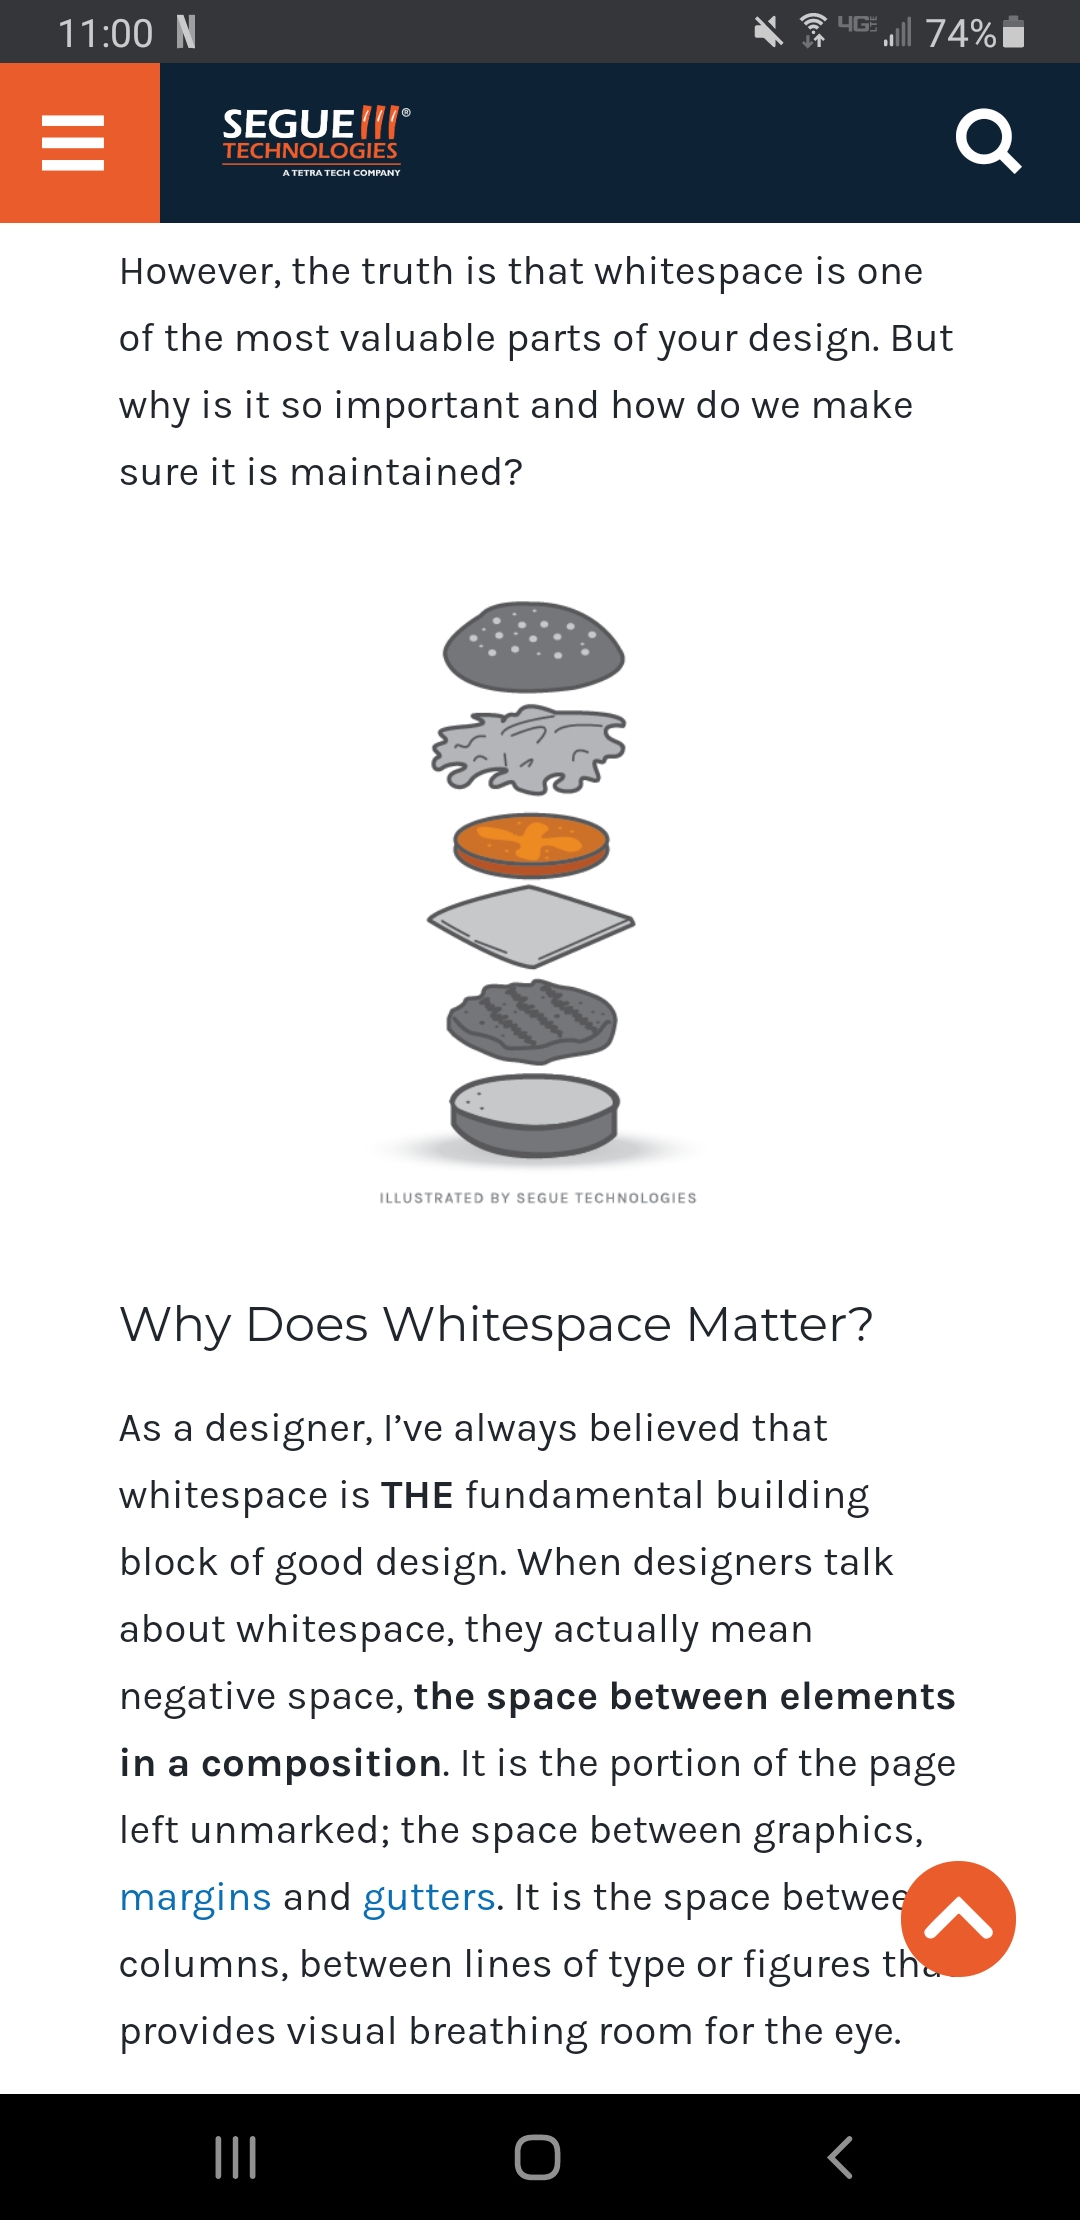 11:00 N 4G LTE 74%
SEGUE ®
TECHNOLOGIES
A TETRA TECH COMPANY
However, the truth is that whitespace is one
of the most valuable parts of your design. But
why is it so important and how do we make
sure it is maintained?
ILLUSTRATED BY SEGUE TECHNOLOGIES
Why Does Whitespace Matter?
As a designer, I’ve always believed that
whitespace is THE fundamental building
block of good design. When designers talk
about whitespace, they actually mean
negative space, the space between elements
in a composition. It is the portion of the page
left unmarked; the space between graphics,
margins and gutters. It is the space betwee
columns, between lines of type or figures tha
provides visual breathing room for the eye.